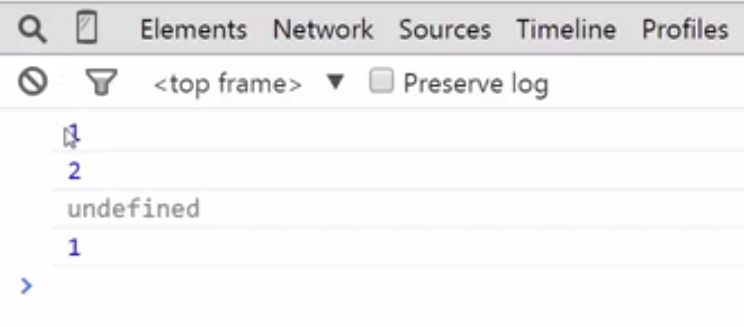 Elements Network Sources Timeline Profiles
<top frame> ▼ Preserve log
1
2
undefined
1
>